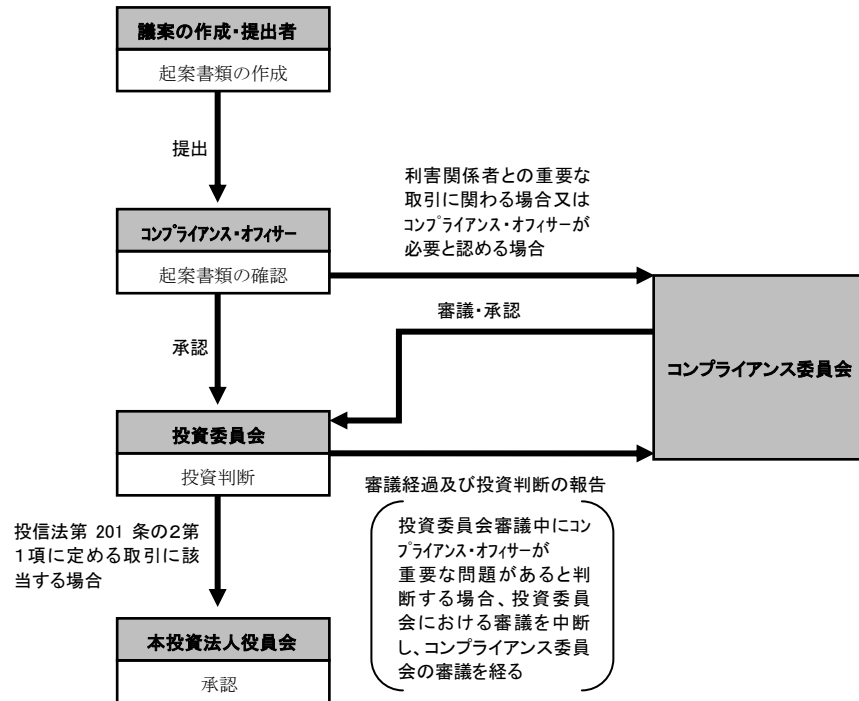 議案の作成・提出者
起案書類の作成
提出
利害関係者との重要な
取引に関わる場合又は
コンプライアンス・オフィサーが
必要と認める場合
コンプライアンス・オフィサー
起案書類の確認
審議・承認
承認
コンプライアンス委員会
投資委員会
投資判断
審議経過及び投資判断の報告
投信法第 201 条の2第
1項に定める取引に該
当する場合
投資委員会審議中にコン
プライアンス・オフィサーが
重要な問題があると判
断する場合、投資委員会
における審議を中断
し、コンプライアンス委員
会の審議を経る
本投資法人役員会
承認